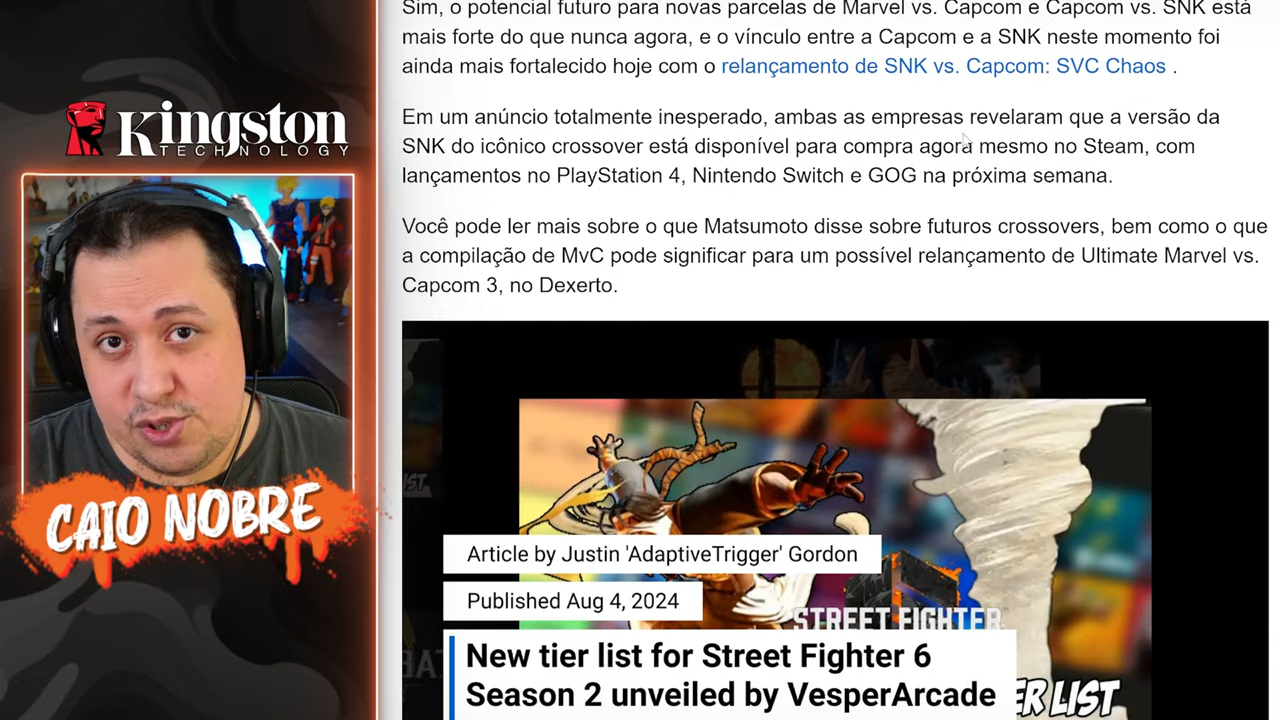 Kingston
TECHNOLOGY
CAIO NOBRE
Sim, o potencial futuro para novas parcelas de Marvel vs. Capcom e Capcom vs. SNK está
mais forte do que nunca agora, e o vínculo entre a Capcom e a SNK neste momento foi
ainda mais fortalecido hoje com o relançamento de SNK vs. Capcom: SVC Chaos .
Em um anúncio totalmente inesperado, ambas as empresas revelaram que a versão da
SNK do icônico crossover está disponível para compra agora mesmo no Steam, com
lançamentos no PlayStation 4, Nintendo Switch e GOG na próxima semana.
Você pode ler mais sobre o que Matsumoto disse sobre futuros crossovers, bem como o que
a compilação de MvC pode significar para um possível relançamento de Ultimate Marvel vs.
Capcom 3, no Dexerto.
Article by Justin 'AdaptiveTrigger' Gordon
Published Aug 4, 2024
STREET FIGHTER
New tier list for Street Fighter 6
Season 2 unveiled by VesperArcade
ER LIST